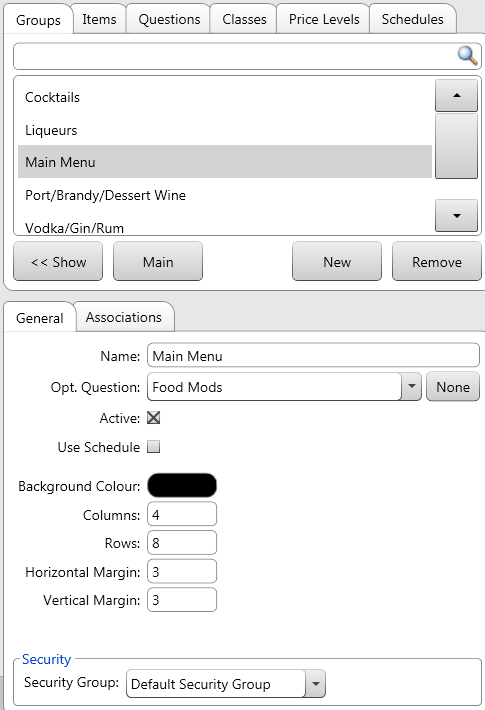 Groups Items Questions Classes Price Levels Schedules
Cocktails
Liqueurs
Main Menu
Port/Brandy/Dessert Wine
Vodka/Gin/Rum
<< Show Main New Remove
General Associations
Name: Main Menu
Opt. Question: Food Mods None
Active:
Use Schedule
Background Colour:
Columns: 4
Rows: 8
Horizontal Margin: 3
Vertical Margin: 3
Security
Security Group: Default Security Group